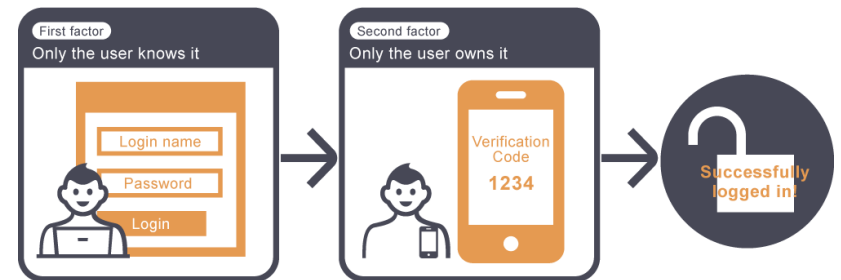 First factor
Only the user knows it
Login name
Password
Login
Second factor
Only the user owns it
Verification
Code
1234
Successfully
logged in!